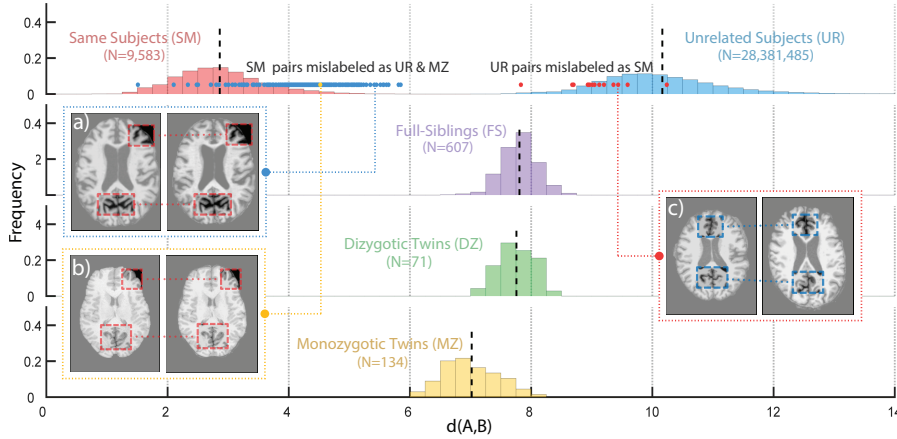 0.4
0.2
0
Same Subjects (SM)
(N=9,583)
Unrelated Subjects (UR)
(N=28,381,485)
SM pairs mislabeled as UR & MZ
UR pairs mislabeled as SM
Frequency
4
2
0
Full-Siblings (FS)
(N=607)
a)
4
0.2
0
Dizygotic Twins (DZ)
(N=71)
b)
c)
0.4
0.2
0
Monozygotic Twins (MZ)
(N=134)
0 2 4 6 8 10 12 14
d(A,B)